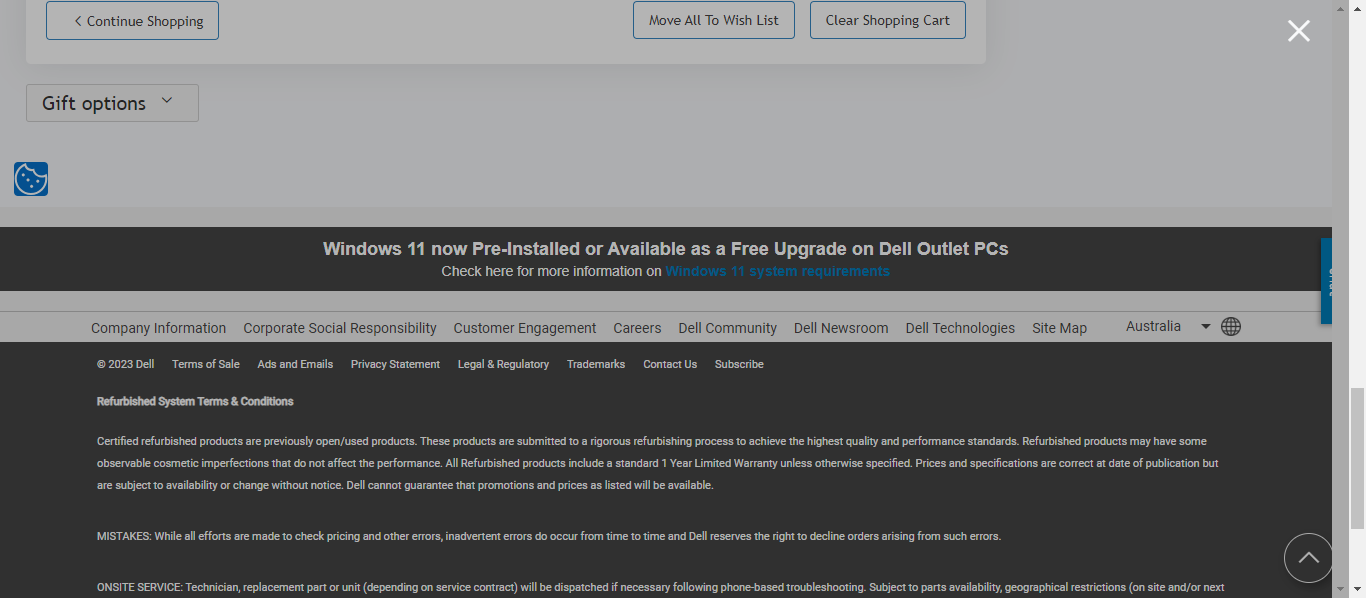 Continue Shopping
Move All To Wish List
Clear Shopping Cart
Gift options
Windows 11 now Pre-Installed or Available as a Free Upgrade on Dell Outlet PCs
Check here for more information on Windows 11 system requirements
Company Information Corporate Social Responsibility Customer Engagement Careers Dell Community Dell Newsroom Dell Technologies Site Map Australia
© 2023 Dell Terms of Sale Ads and Emails Privacy Statement Legal & Regulatory Trademarks Contact Us Subscribe
Refurbished System Terms & Conditions
Certified refurbished products are previously open/used products. These products are submitted to a rigorous refurbishing process to achieve the highest quality and performance standards. Refurbished products may have some
observable cosmetic imperfections that do not affect the performance. All Refurbished products include a standard 1 Year Limited Warranty unless otherwise specified. Prices and specifications are correct at date of publication but
are subject to availability or change without notice. Dell cannot guarantee that promotions and prices as listed will be available.
MISTAKES: While all efforts are made to check pricing and other errors, inadvertent errors do occur from time to time and Dell reserves the right to decline orders arising from such errors.
ONSITE SERVICE: Technician, replacement part or unit (depending on service contract) will be dispatched if necessary following phone-based troubleshooting. Subject to parts availability, geographical restrictions (on site and/or next